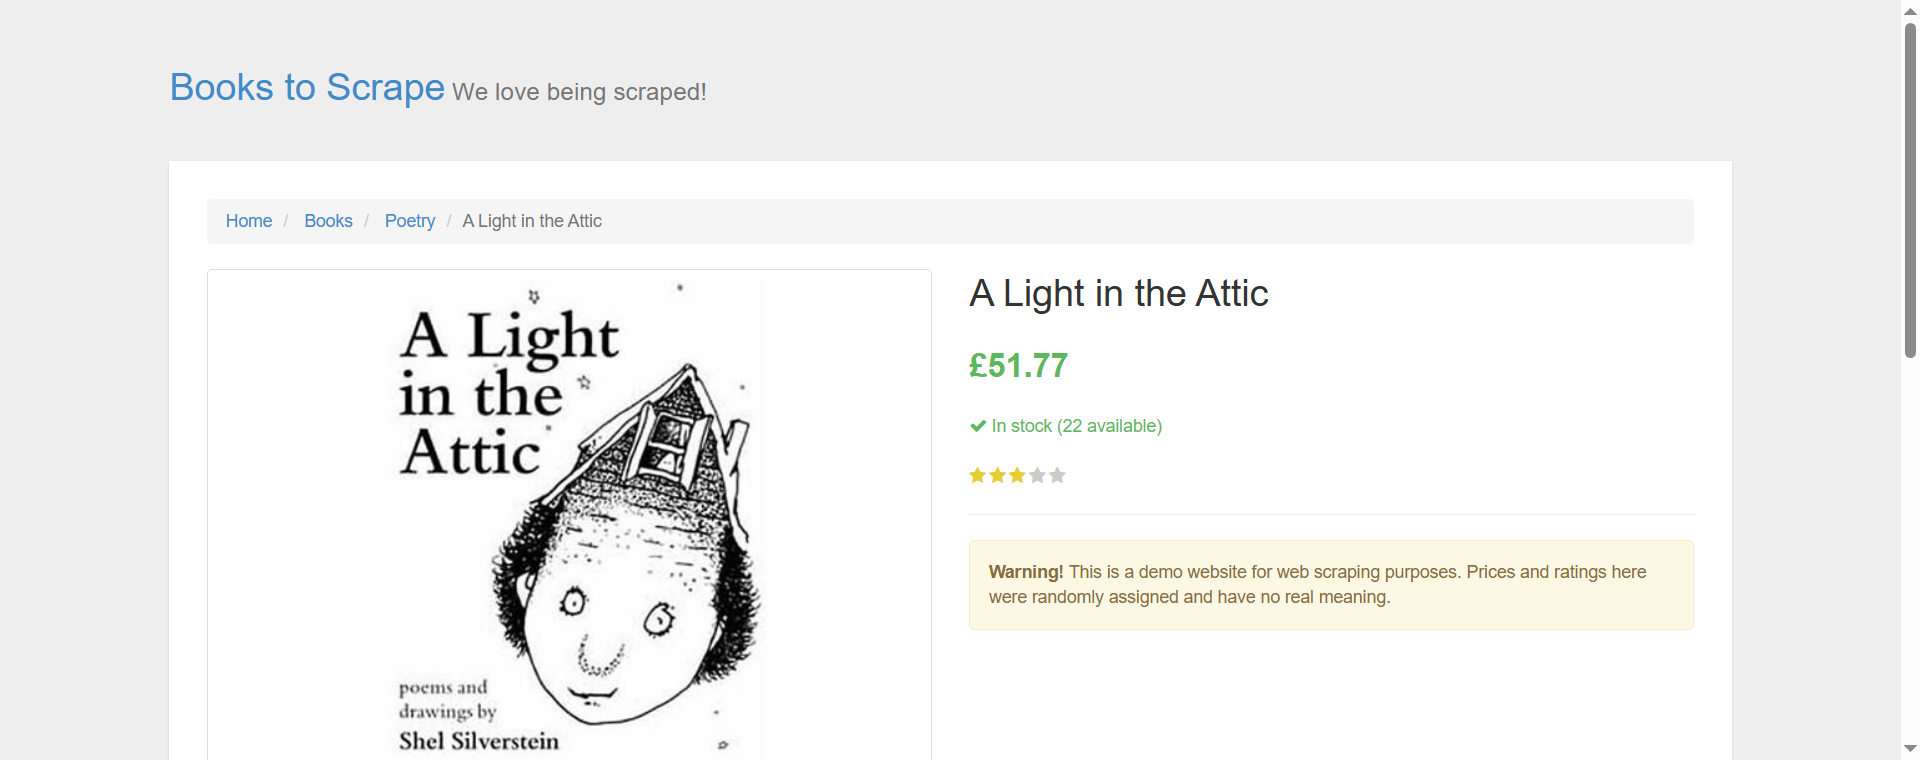 Books to Scrape We love being scraped!
Home / Books / Poetry / A Light in the Attic
A Light
in the
Attic
poems and
drawings by
Shel Silverstein
A Light in the Attic
£51.77
In stock (22 available)
Warning! This is a demo website for web scraping purposes. Prices and ratings here
were randomly assigned and have no real meaning.